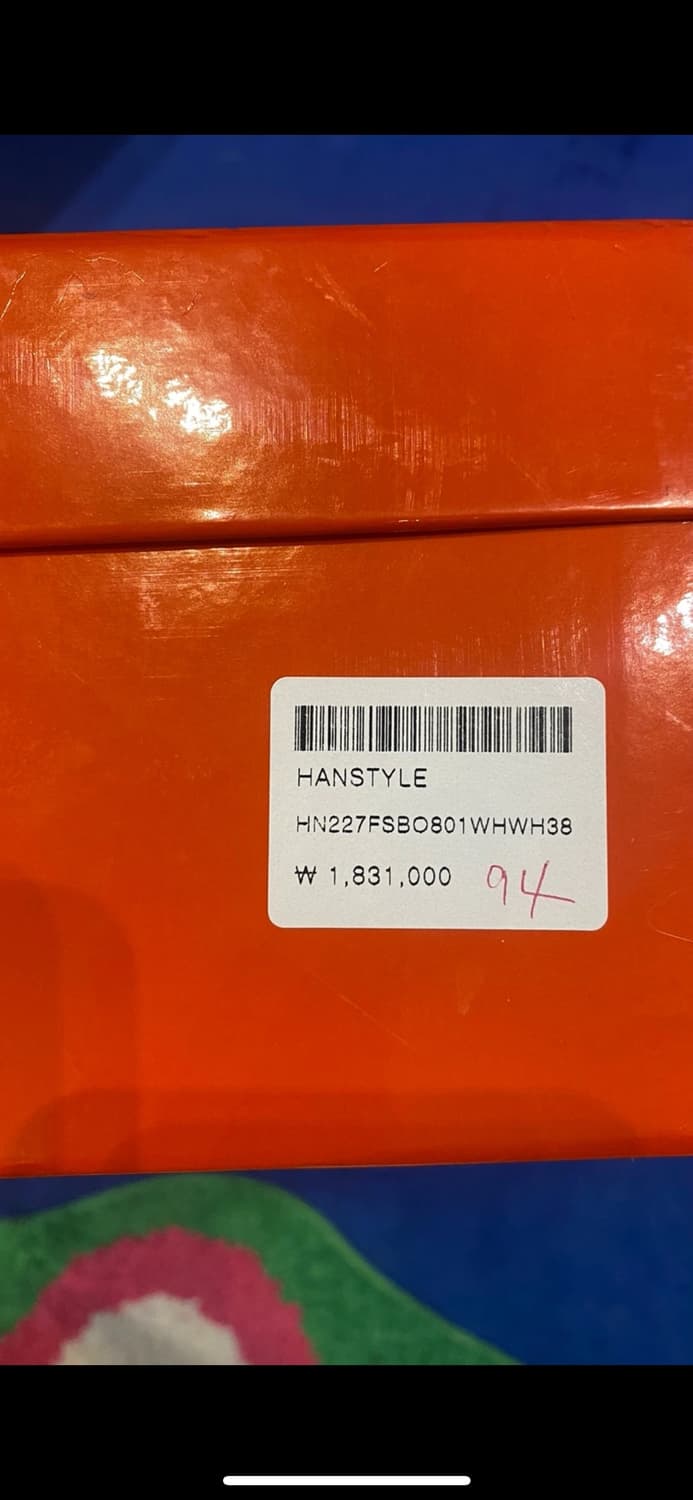 HANSTYLE
HN227FSBO801WHWH38
₩ 1,831,000 94